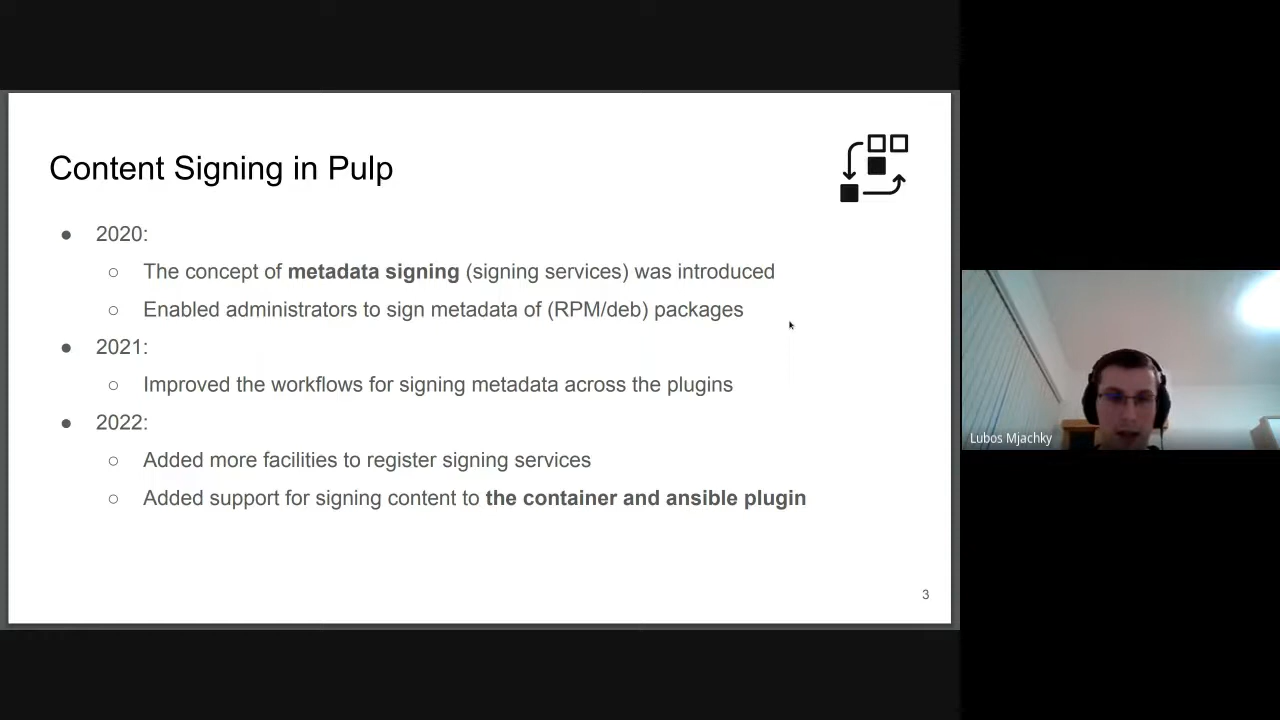 Content Signing in Pulp
● 2020:
○ The concept of metadata signing (signing services) was introduced
○ Enabled administrators to sign metadata of (RPM/deb) packages
● 2021:
○ Improved the workflows for signing metadata across the plugins
● 2022:
○ Added more facilities to register signing services
○ Added support for signing content to the container and ansible plugin
3
Lubos Mjachky